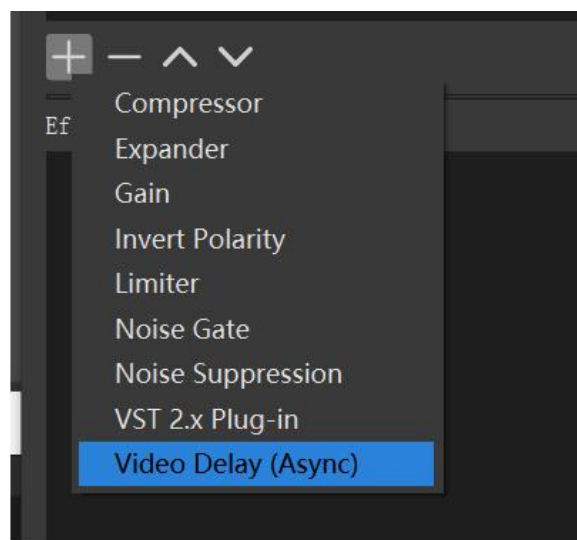 Compressor
Ef
Expander
Gain
Invert Polarity
Limiter
Noise Gate
Noise Suppression
VST 2.x Plug-in
Video Delay (Async)